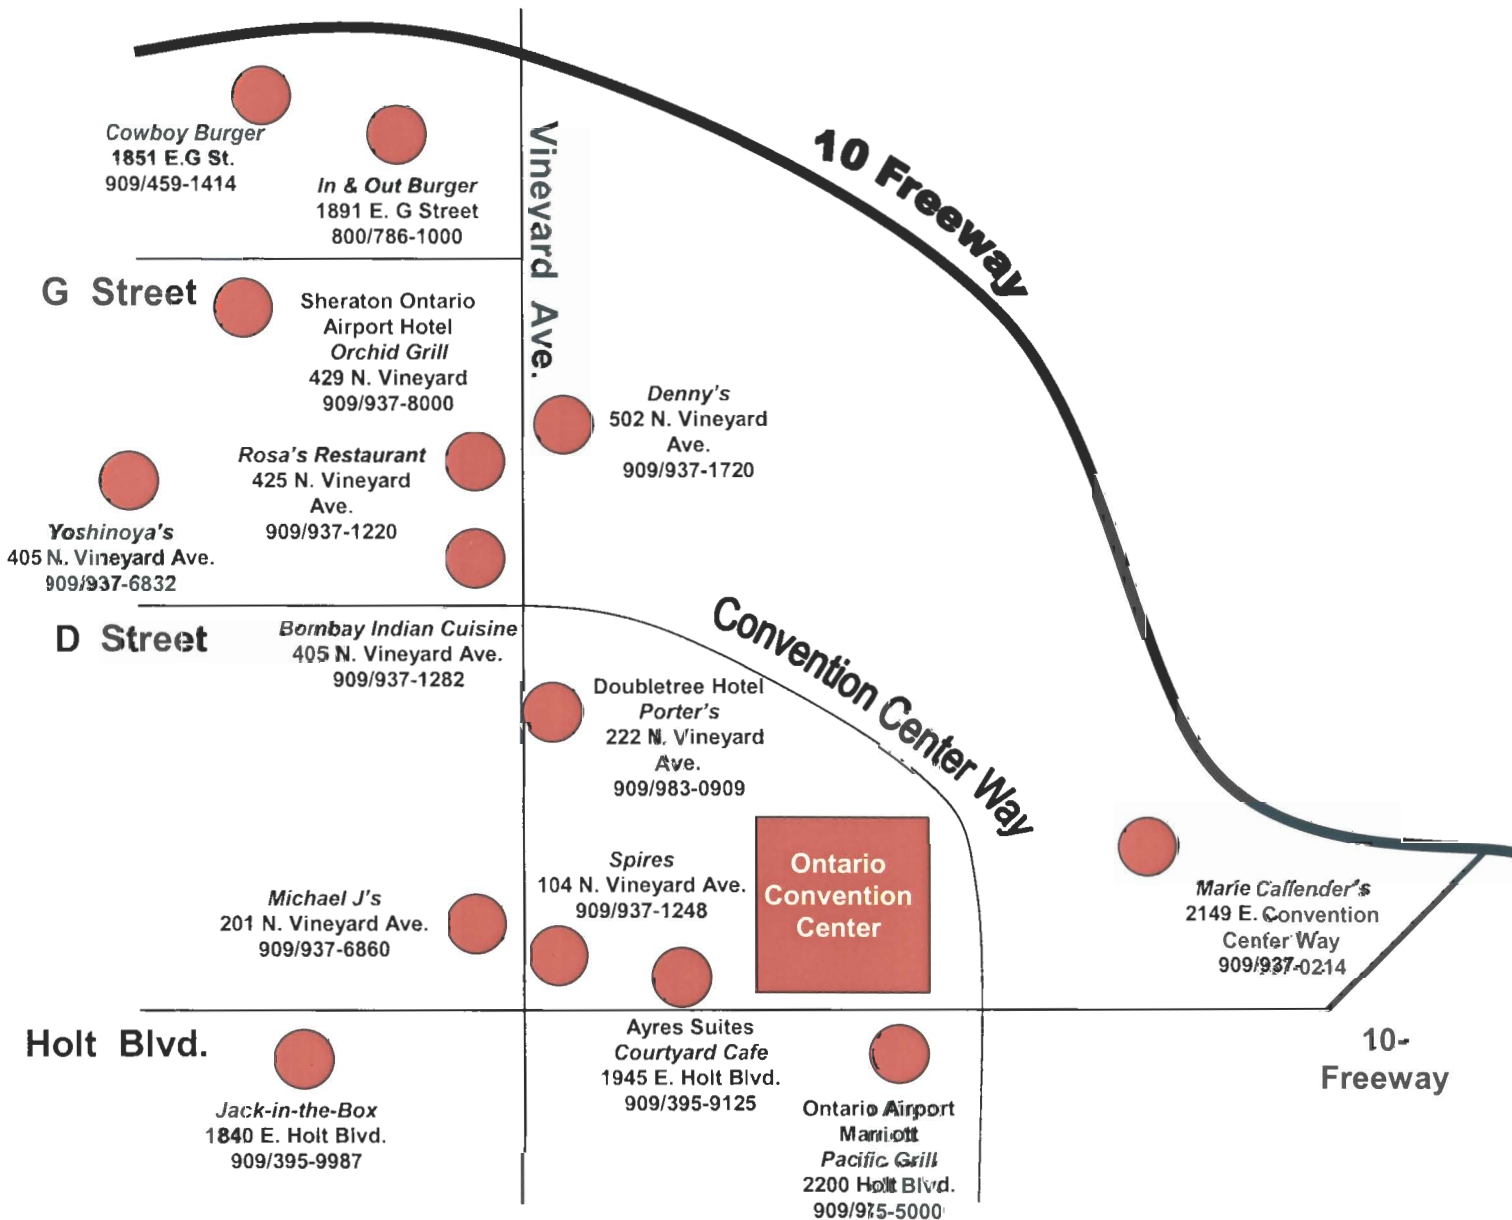 10 Freeway
Vineyard Ave.
Cowboy Burger
1851 E.G St.
909/459-1414
In & Out Burger
1891 E. G Street
800/786-1000
G Street
Sheraton Ontario
Airport Hotel
Orchid Grill
429 N. Vineyard
909/937-8000
Denny's
502 N. Vineyard
Ave.
909/937-1720
Rosa's Restaurant
425 N. Vineyard
Ave.
909/937-1220
Yoshinoya's
405 N. Vineyard Ave.
909/937-6832
D Street
Bombay Indian Cuisine
405 N. Vineyard Ave.
909/937-1282
Convention Center Way
Doubletree Hotel
Porter's
222 N. Vineyard
Ave.
909/983-0909
Spires
104 N. Vineyard Ave.
909/937-1248
Ontario
Convention
Center
Michael J's
201 N. Vineyard Ave.
909/937-6860
Marie Callender's
2149 E. Convention
Center Way
909/937-0214
Holt Blvd.
Jack-in-the-Box
1840 E. Holt Blvd.
909/395-9987
Ayres Suites
Courtyard Cafe
1945 E. Holt Blvd.
909/395-9125
Ontario Airport
Marriott
Pacific Grill
2200 Holt Blvd.
909/975-5000
10-
Freeway